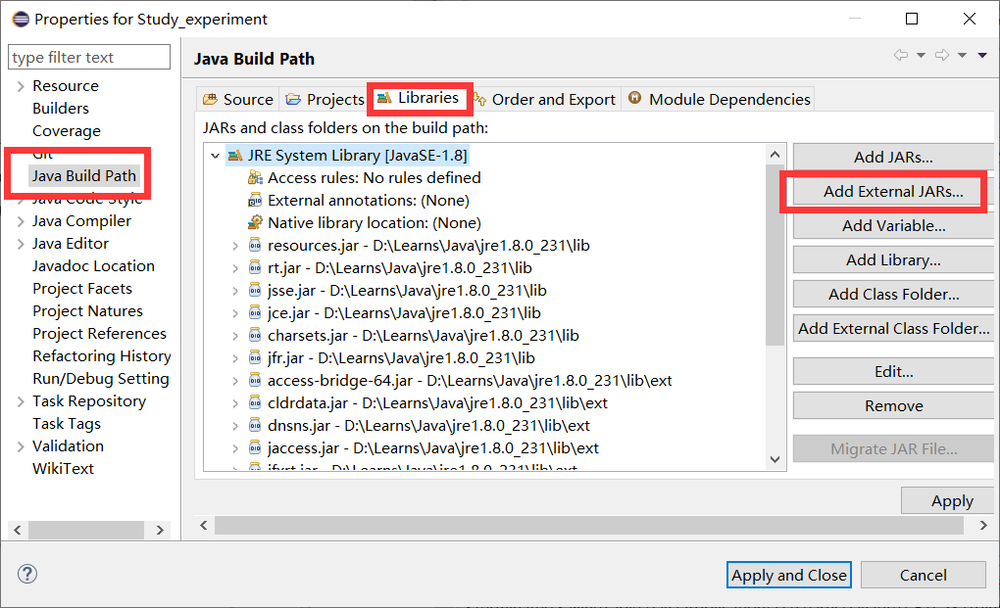 Properties for Study_experiment
type filter text
Resource
Builders
Coverage
Git
Java Build Path
Java Code Style
Java Compiler
Java Editor
Javadoc Location
Project Facets
Project Natures
Project References
Refactoring History
Run/Debug Setting
Task Repository
Task Tags
Validation
WikiText
Java Build Path
Source Projects Libraries Order and Export Module Dependencies
JARs and class folders on the build path:
JRE System Library [JavaSE-1.8]
Access rules: No rules defined
External annotations: (None)
Native library location: (None)
resources.jar - D:\Learns\Java\jre1.8.0_231\lib
rt.jar - D:\Learns\Java\jre1.8.0_231\lib
jsse.jar - D:\Learns\Java\jre1.8.0_231\lib
jce.jar - D:\Learns\Java\jre1.8.0_231\lib
charsets.jar - D:\Learns\Java\jre1.8.0_231\lib
jfr.jar - D:\Learns\Java\jre1.8.0_231\lib
access-bridge-64.jar - D:\Learns\Java\jre1.8.0_231\lib\ext
cldrdata.jar - D:\Learns\Java\jre1.8.0_231\lib\ext
dnsns.jar - D:\Learns\Java\jre1.8.0_231\lib\ext
jaccess.jar - D:\Learns\Java\jre1.8.0_231\lib\ext
jfxrt.jar - D:\Learns\Java\jre1.8.0_231\lib\ext
Add JARs...
Add External JARs...
Add Variable...
Add Library...
Add Class Folder...
Add External Class Folder...
Edit...
Remove
Migrate JAR File...
Apply
Apply and Close
Cancel